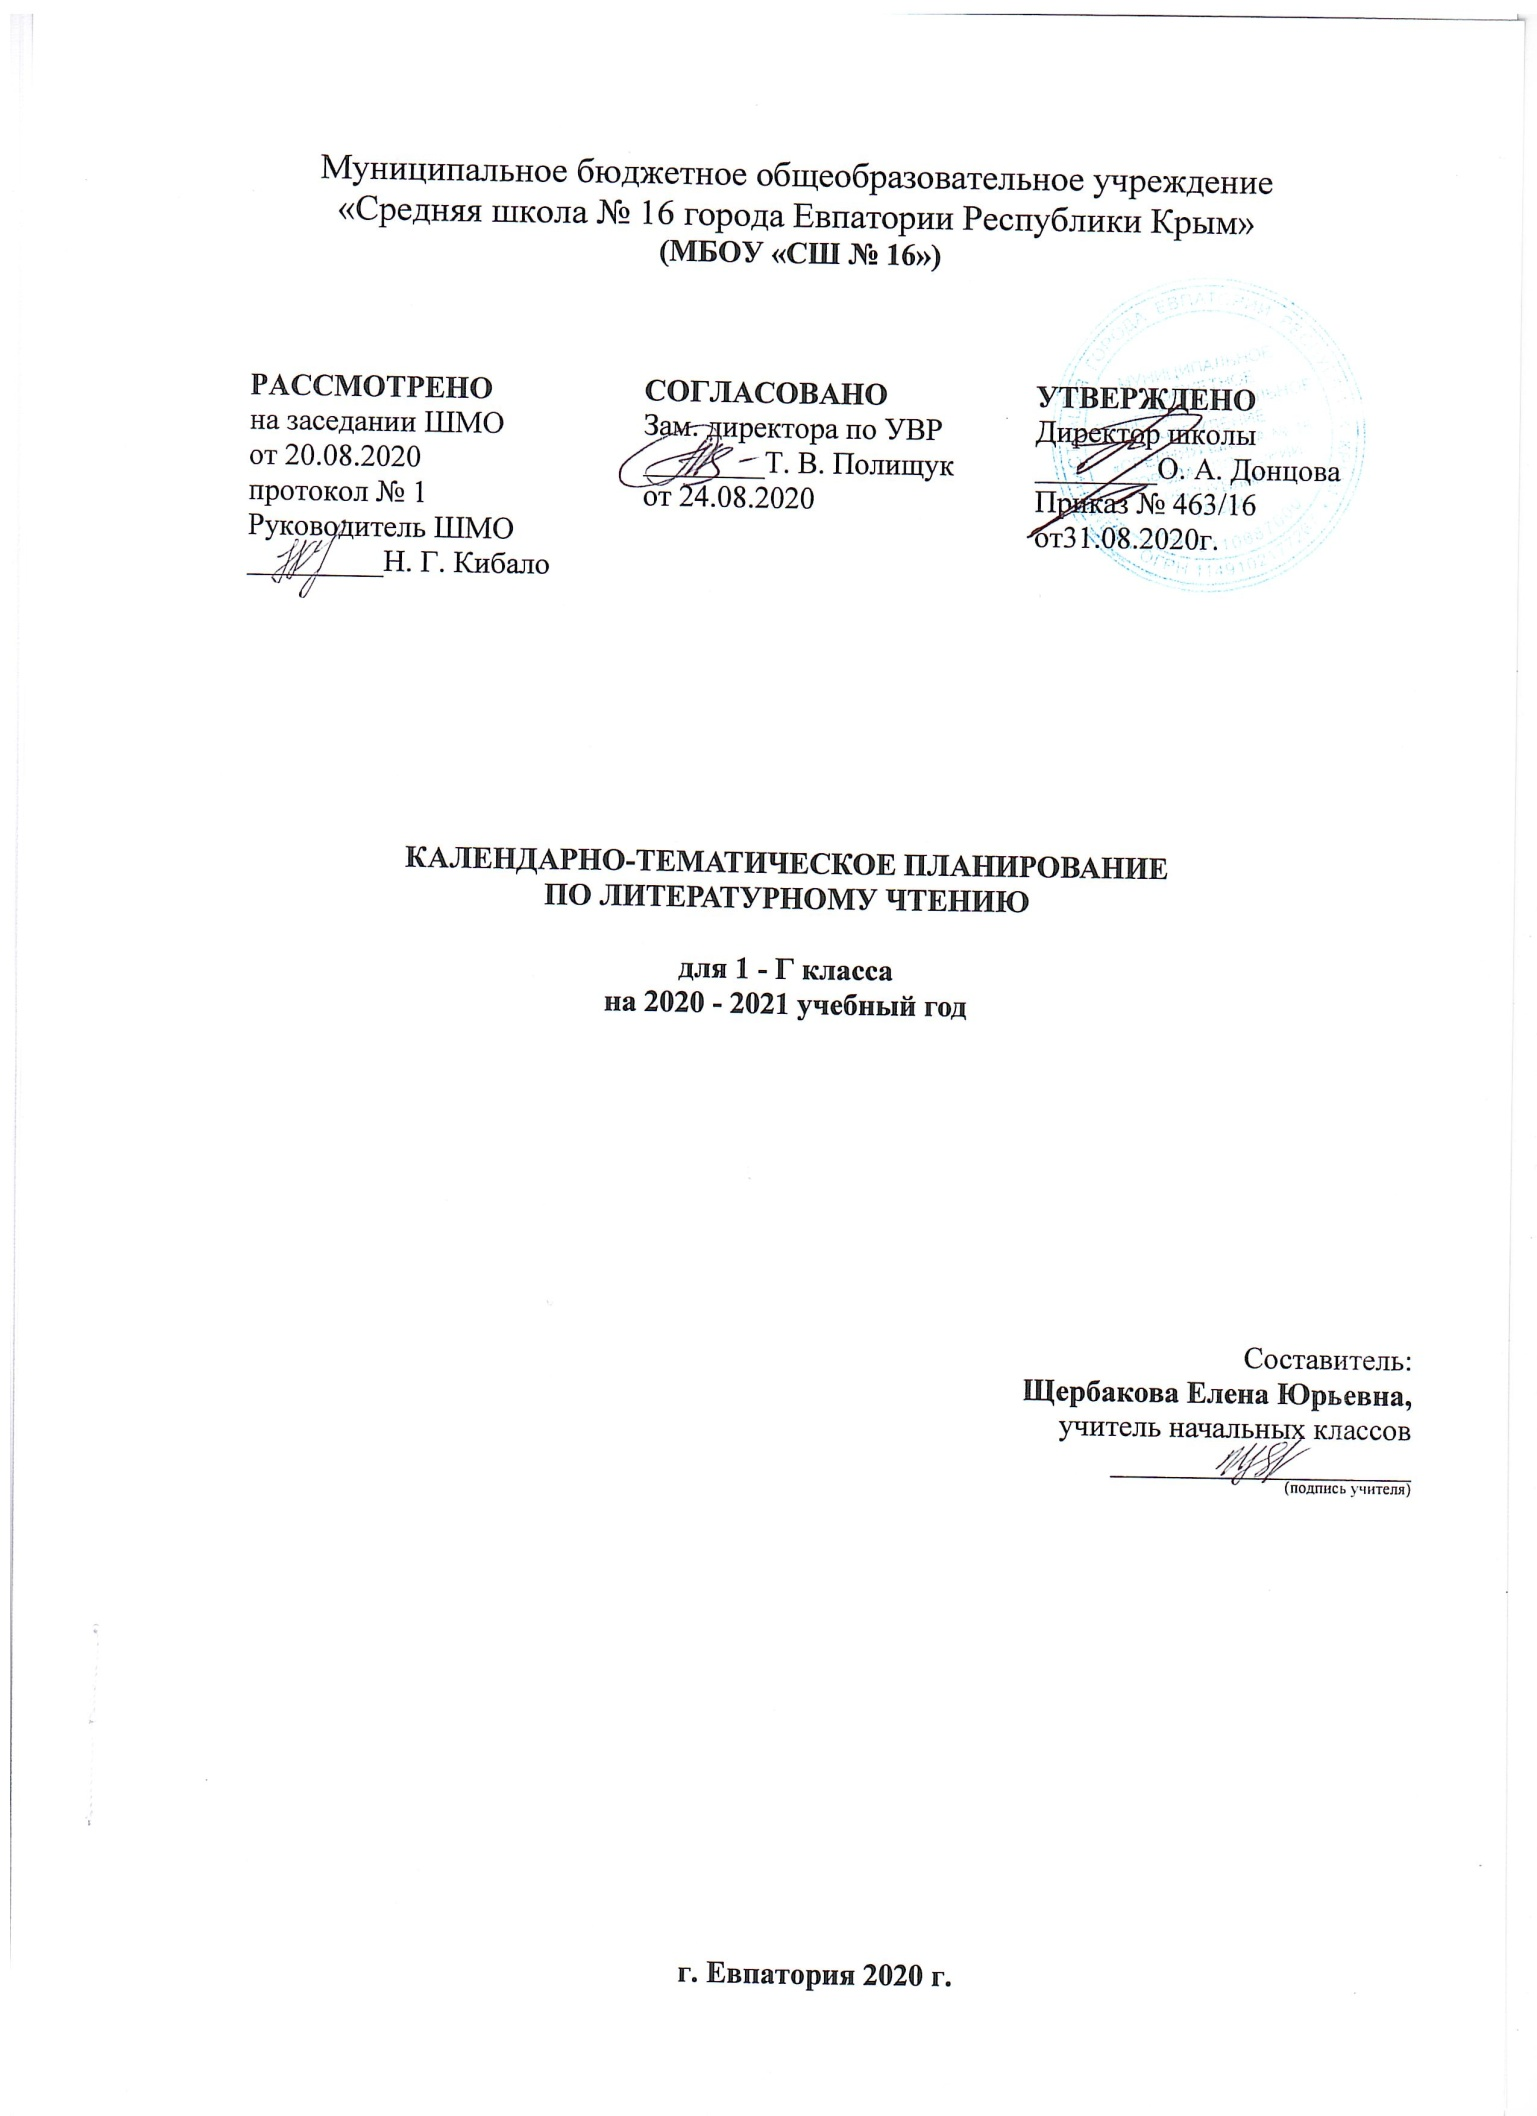 Муниципальное бюджетное общеобразовательное учреждение
«Средняя школа № 16 города Евпатории Республики Крым»
(МБОУ «СШ № 16»)
РАССМОТРЕНО
на заседании ШМО
от 20.08.2020
протокол № 1
Руководитель ШМО
__________Н. Г. Кибало
СОГЛАСОВАНО
Зам. директора по УВР
_________Т. В. Полищук
от 24.08.2020
УТВЕРЖДЕНО
Директор школы
_________О. А. Донцова
Приказ № 463/16
от31.08.2020г.
КАЛЕНДАРНО-ТЕМАТИЧЕСКОЕ ПЛАНИРОВАНИЕ
ПО ЛИТЕРАТУРНОМУ ЧТЕНИЮ
для 1 - Г класса
на 2020 - 2021 учебный год
Составитель:
Щербакова Елена Юрьевна,
учитель начальных классов
(подпись учителя)
г. Евпатория 2020 г.